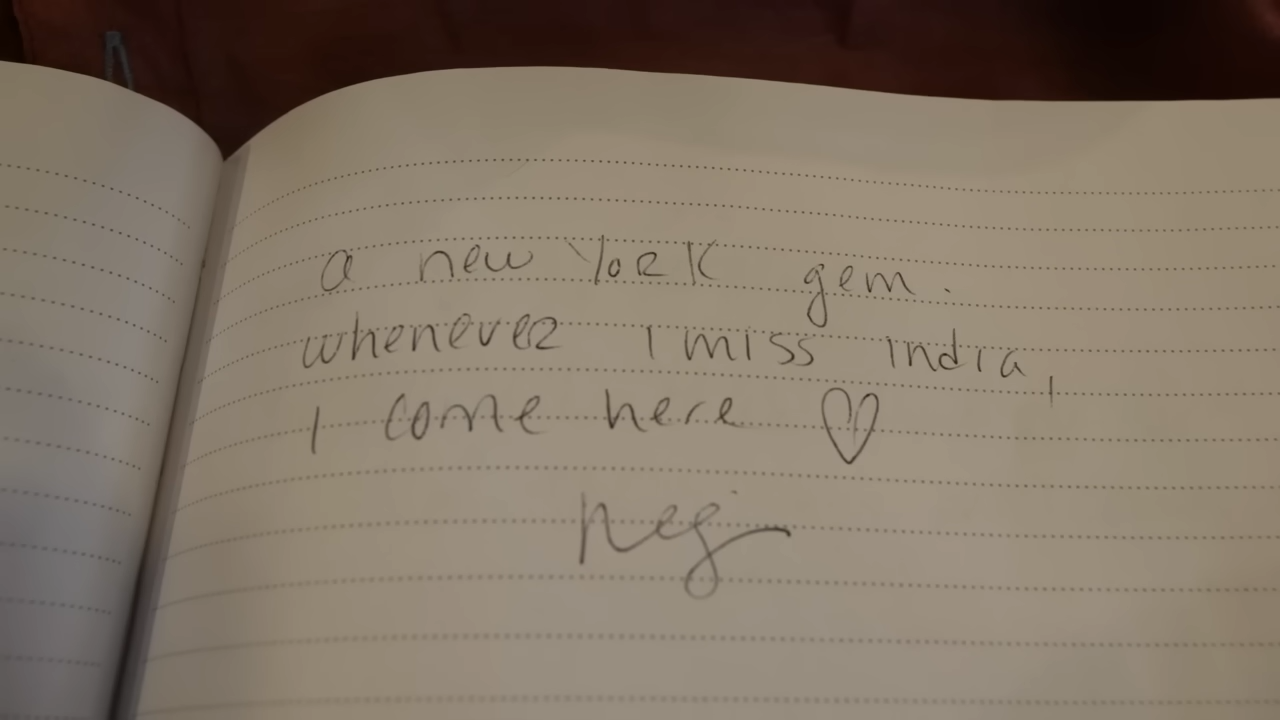 a new York gem.
whenever I miss india,
I come here ♡